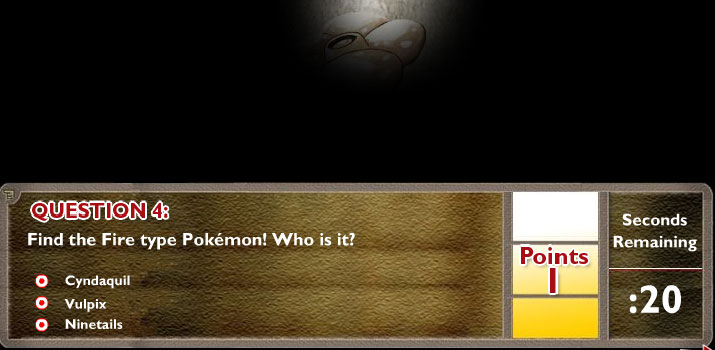 QUESTION 4:
Find the Fire type Pokémon! Who is it?
Cyndaquil
Vulpix
Ninetails
Points
1
Seconds
Remaining
:20